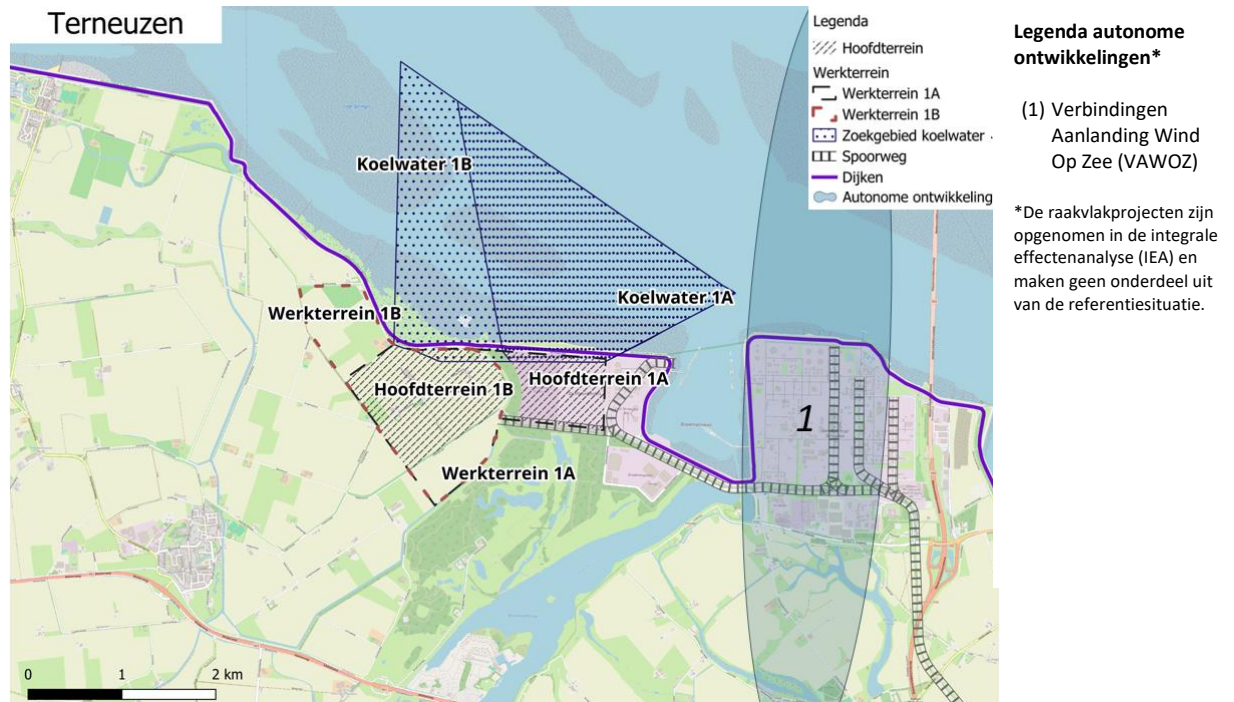 Terneuzen
Legenda
Hoofdterrein
Werkterrein
Werkterrein 1A
Werkterrein 1B
Zoekgebied koelwater
Spoorweg
Dijken
Autonome ontwikkeling
Koelwater 1B
Koelwater 1A
Werkterrein 1B
Hoofdterrein 1B
Hoofdterrein 1A
Werkterrein 1A
1
0 1 2 km
Legenda autonome
ontwikkelingen*
(1) Verbindingen
Aanlanding Wind
Op Zee (VAWOZ)
*De raakvlakprojecten zijn
opgenomen in de integrale
effectenanalyse (IEA) en
maken geen onderdeel uit
van de referentiesituatie.